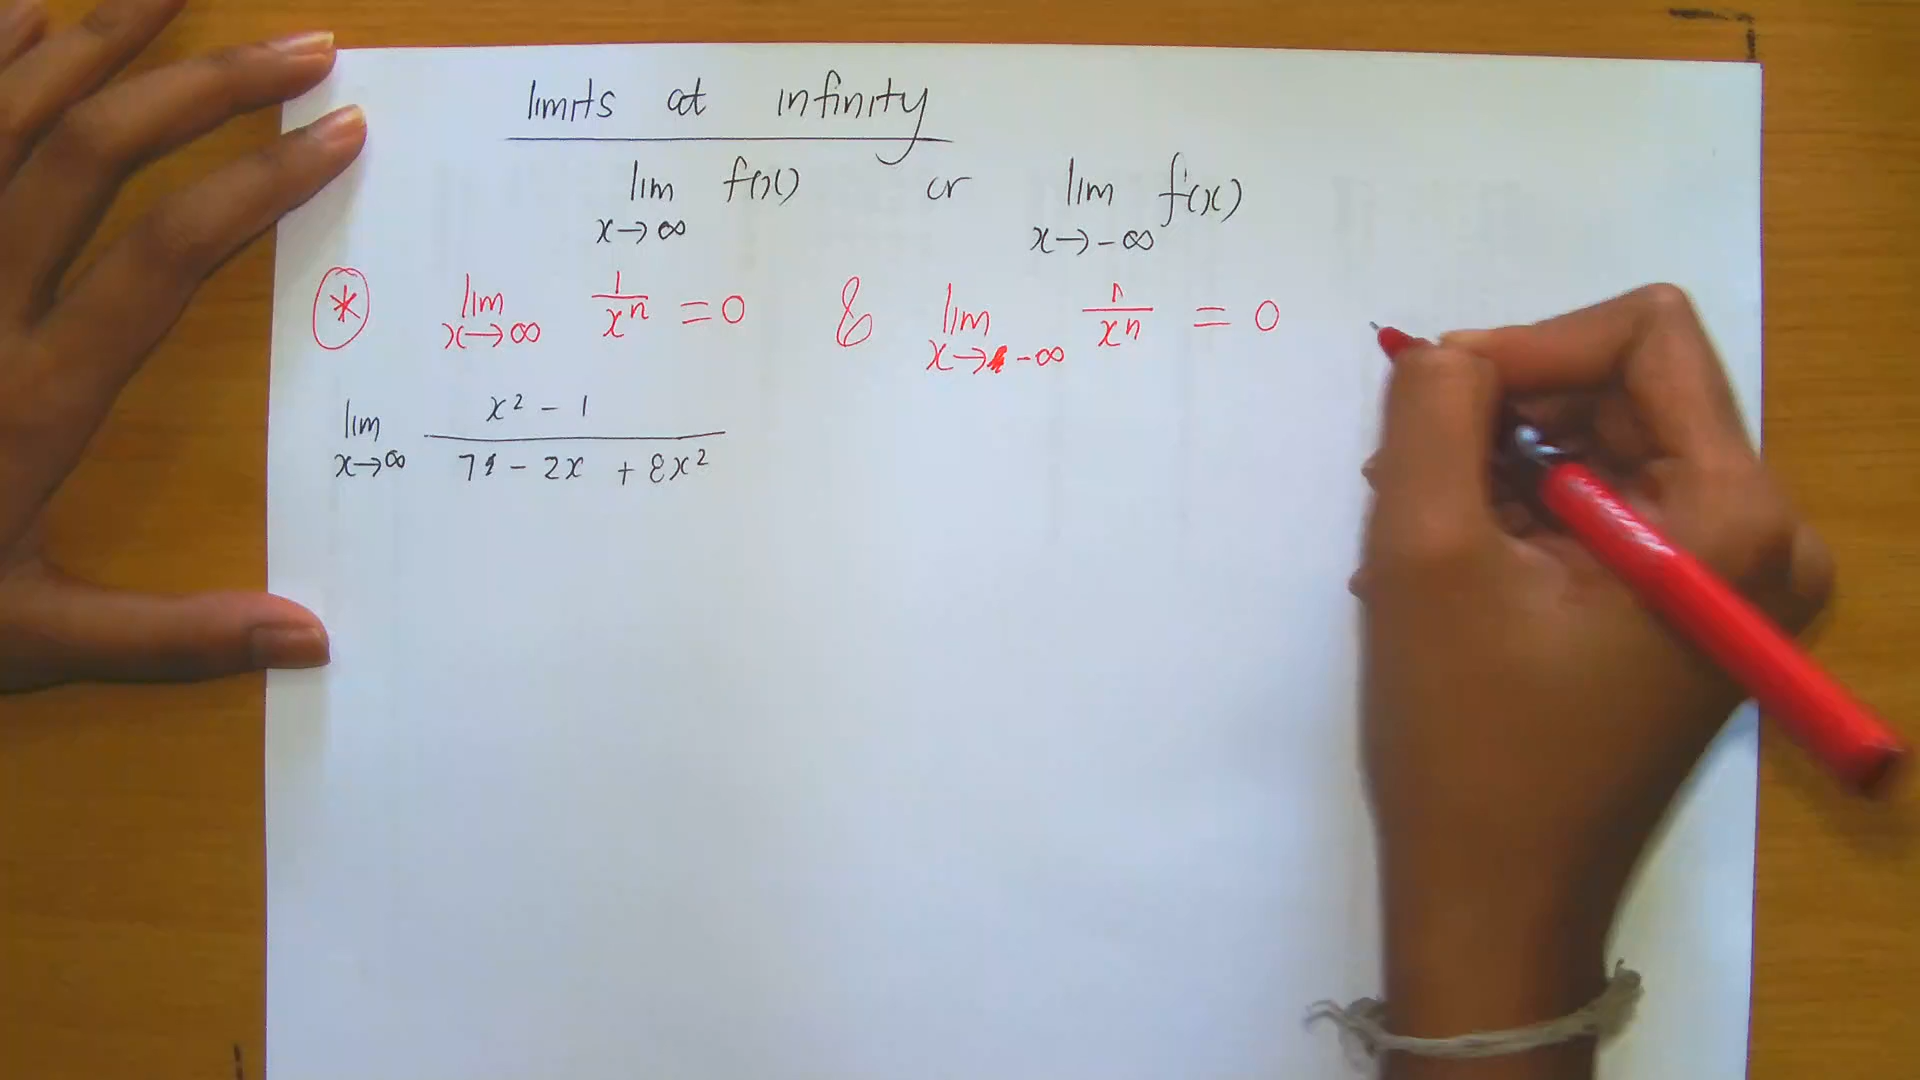 limits at infinity
lim x→∞ f(x) or lim x→-∞ f(x)
* lim x→∞ 1/xⁿ = 0 & lim x→-∞ 1/xⁿ = 0
lim x→∞ (x² - 1)/(7 - 2x + 8x²)